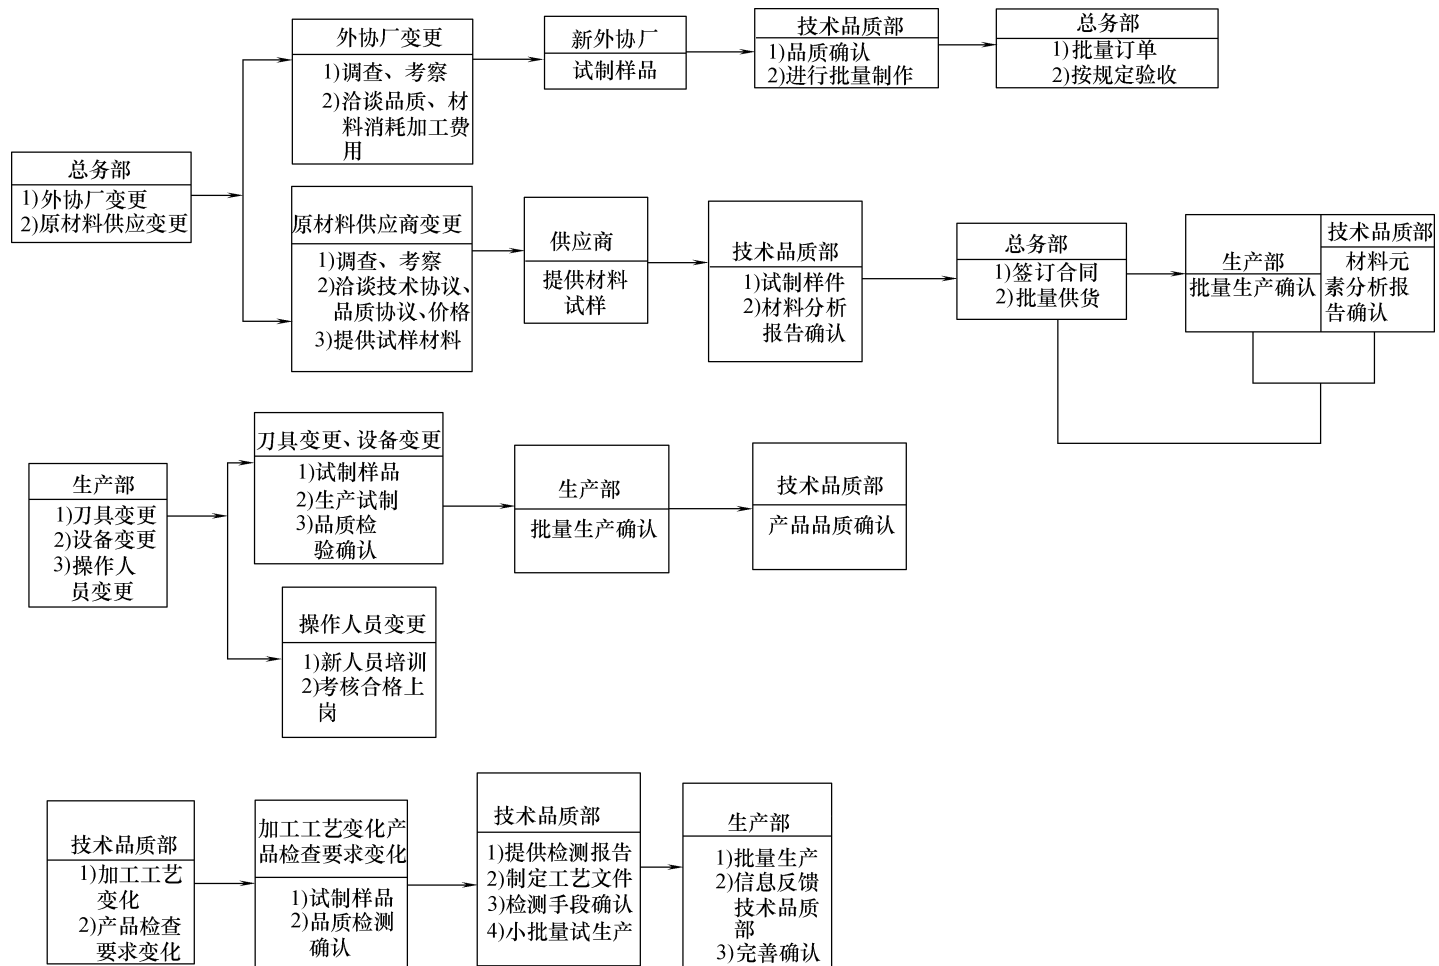 总务部
1)外协厂变更
2)原材料供应变更
外协厂变更
1)调查、考察
2)洽谈品质、材
料消耗加工费
用
新外协厂
试制样品
技术品质部
1)品质确认
2)进行批量制作
总务部
1)批量订单
2)按规定验收
原材料供应商变更
1)调查、考察
2)洽谈技术协议、
品质协议、价格
3)提供试样材料
供应商
提供材料
试样
技术品质部
1)试制样件
2)材料分析
报告确认
总务部
1)签订合同
2)批量供货
生产部
批量生产确认
技术品质部
材料元
素分析报
告确认
生产部
1)刀具变更
2)设备变更
3)操作人
员变更
刀具变更、设备变更
1)试制样品
2)生产试制
3)品质检
验确认
生产部
批量生产确认
技术品质部
产品品质确认
操作人员变更
1)新人员培训
2)考核合格上
岗
技术品质部
1)加工工艺
变化
2)产品检查
要求变化
加工工艺变化产
品检查要求变化
1)试制样品
2)品质检测
确认
技术品质部
1)提供检测报告
2)制定工艺文件
3)检测手段确认
4)小批量试生产
生产部
1)批量生产
2)信息反馈
技术品质
部
3)完善确认